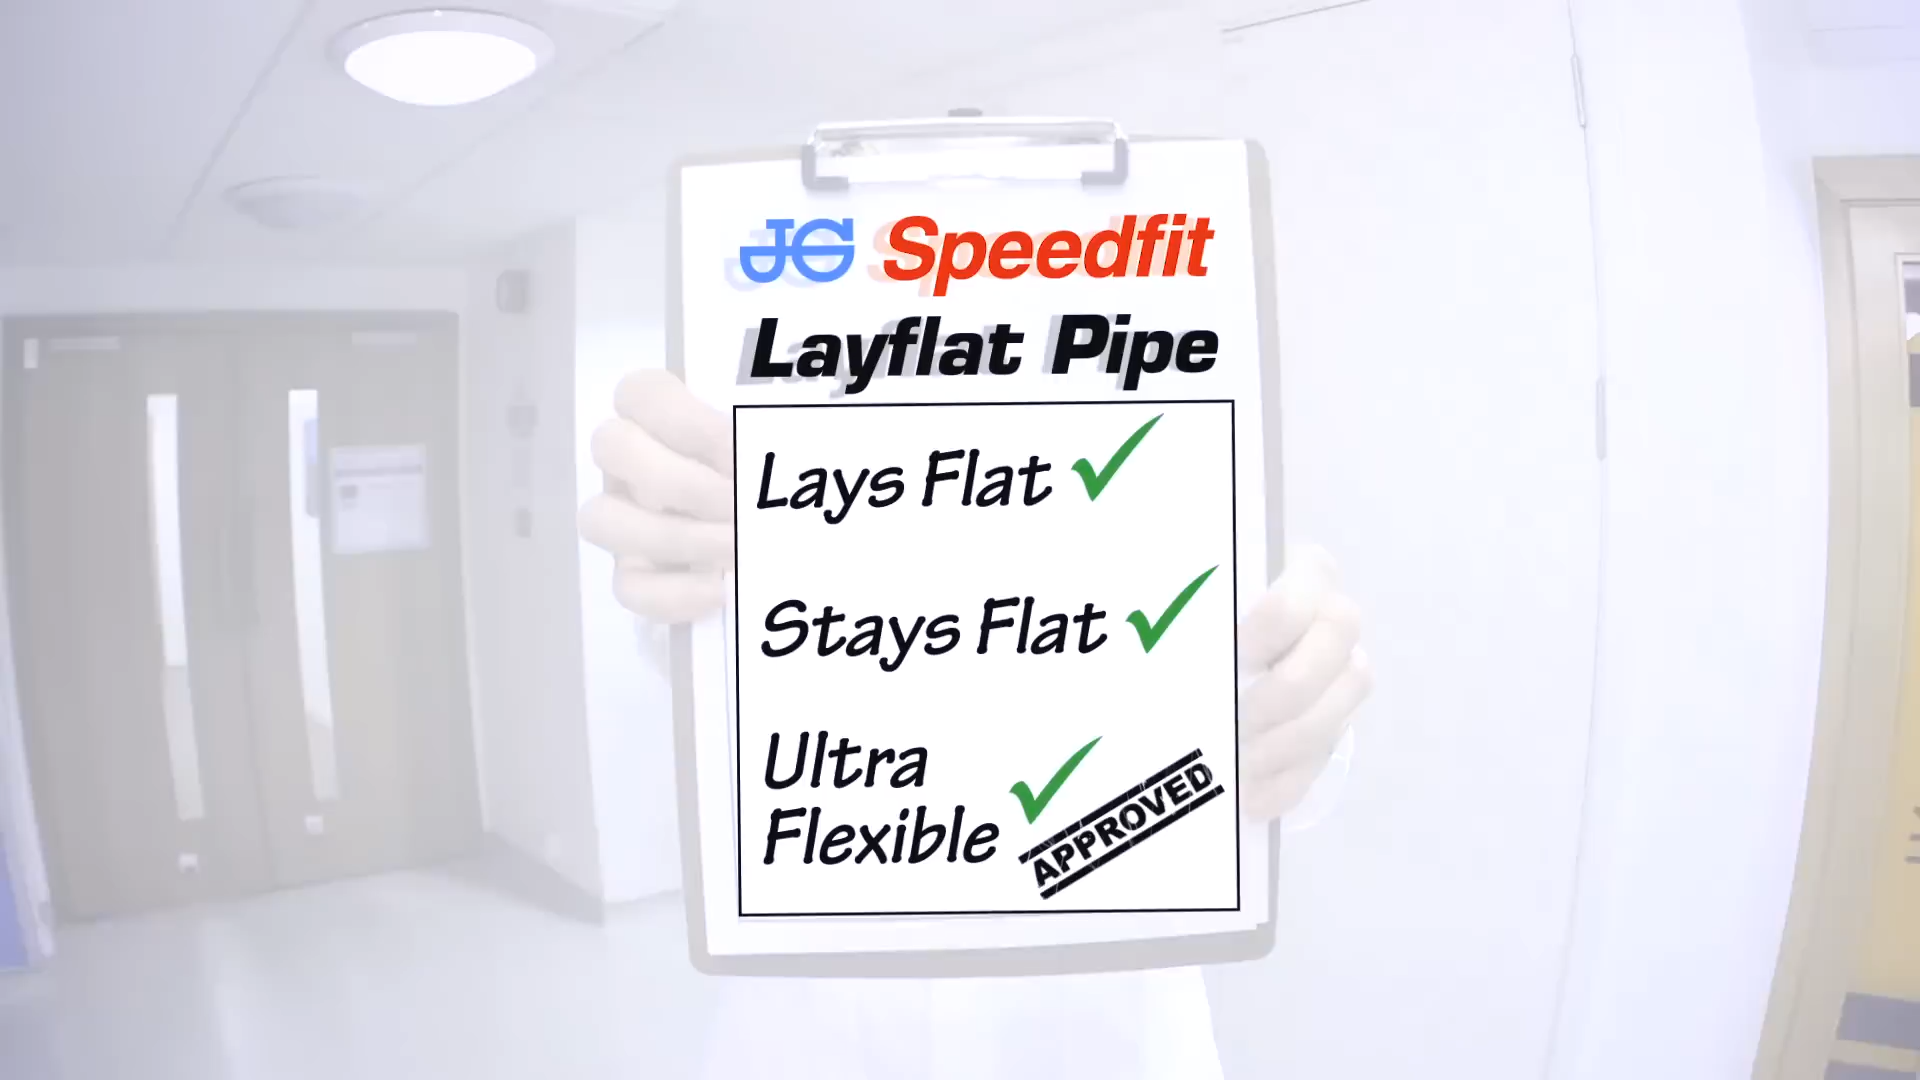 JG Speedfit
Layflat Pipe
Lays Flat
Stays Flat
Ultra
Flexible
APPROVED